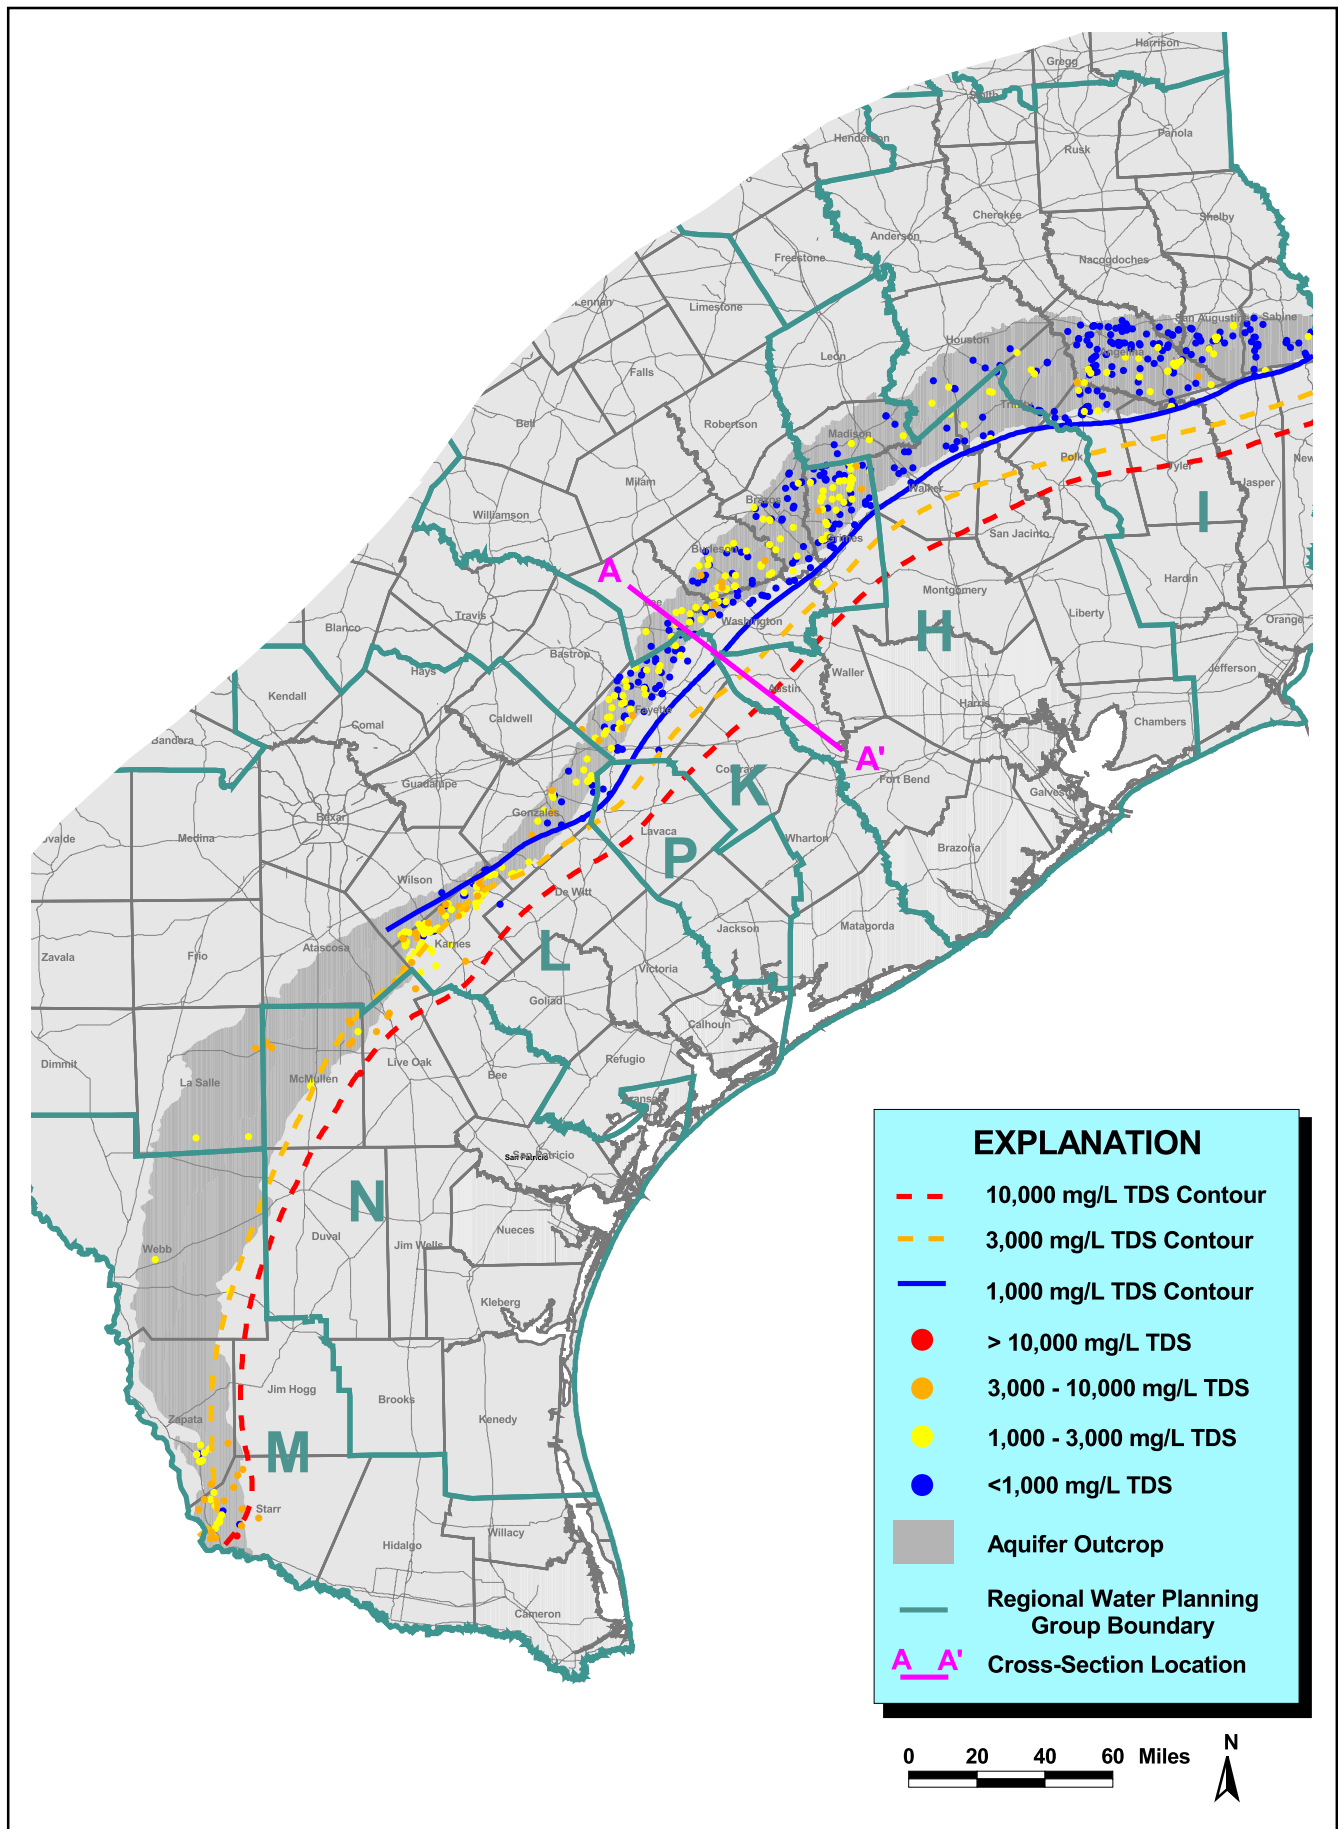 Harrison
Gregg
Smith
Panola
Henderson
Rusk
Cherokee
Shelby
Anderson
Freestone
Nacogdoches
Limestone
San Augustine
Sabine
Houston
Leon
Angelina
Falls
Trinity
Bell
Robertson
Madison
Polk
Tyler
Milam
Walker
Jasper
Brazos
Williamson
I
Grimes
San Jacinto
Burleson
A
Hardin
Lee
Montgomery
Travis
Washington
Liberty
Orange
Blanco
H
Bastrop
Hays
Waller
Jefferson
Kendall
Austin
Harris
Caldwell
Fayette
Comal
Chambers
Bandera
A'
Colorado
Fort Bend
K
Guadalupe
Galveston
Gonzales
Bexar
Lavaca
Medina
Wharton
P
Brazoria
Wilson
De Witt
Matagorda
Jackson
Karnes
Atascosa
L
Frio
Zavala
Victoria
Goliad
Calhoun
Refugio
Live Oak
Dimmit
Bee
McMullen
La Salle
Aransas
San Patricio
San Patricio
N
Nueces
Duval
Jim Wells
Webb
Kleberg
Jim Hogg
Brooks
Zapata
Kenedy
M
Starr
Willacy
Hidalgo
Cameron
EXPLANATION
10,000 mg/L TDS Contour
3,000 mg/L TDS Contour
1,000 mg/L TDS Contour
> 10,000 mg/L TDS
3,000 - 10,000 mg/L TDS
1,000 - 3,000 mg/L TDS
<1,000 mg/L TDS
Aquifer Outcrop
Regional Water Planning
Group Boundary
A A' Cross-Section Location
0 20 40 60 Miles
N